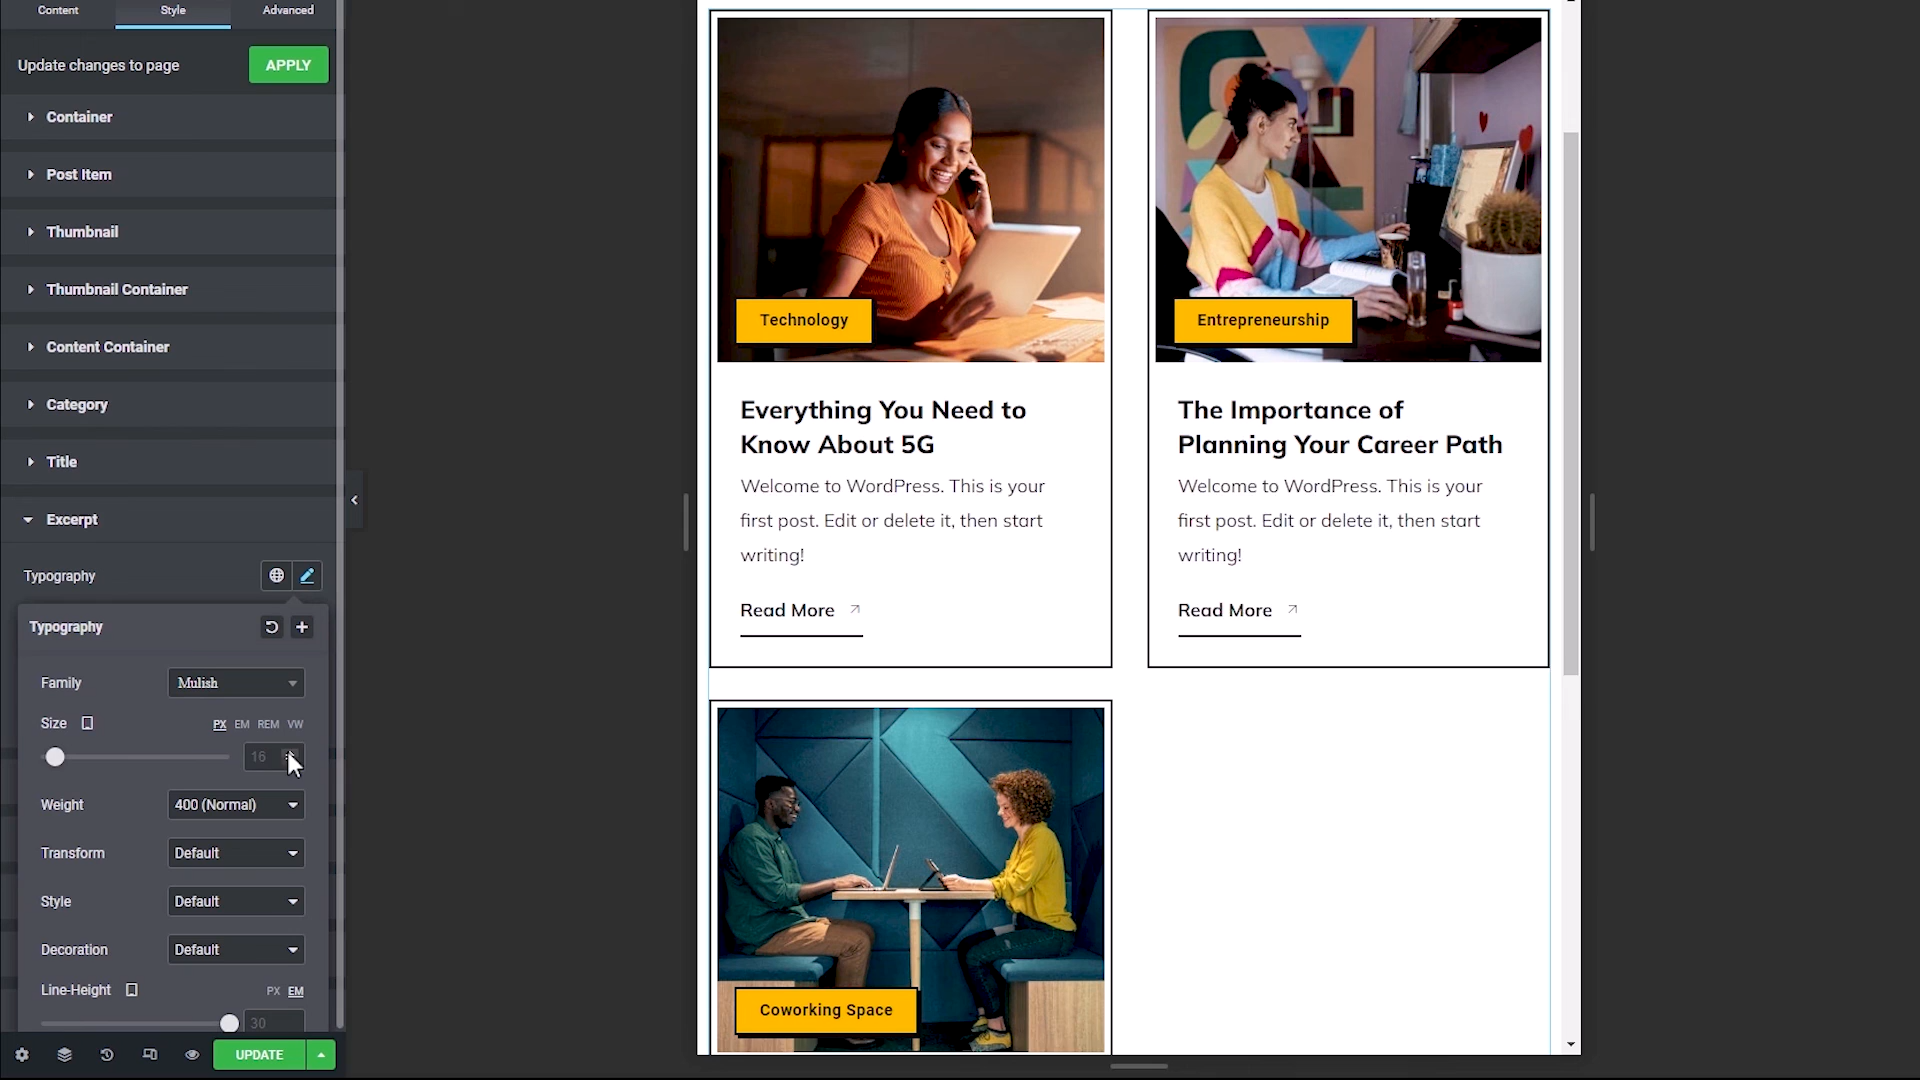 Content
Style
Advanced
Update changes to page
APPLY
Container
Post Item
Thumbnail
Thumbnail Container
Content Container
Category
Title
Excerpt
Typography
Typography
Family
Mulish
Size
PX EM REM VW
16
Weight
400 (Normal)
Transform
Default
Style
Default
Decoration
Default
Line-Height
PX EM
30
UPDATE
Technology
Everything You Need to
Know About 5G
Welcome to WordPress. This is your
first post. Edit or delete it, then start
writing!
Read More
Entrepreneurship
The Importance of
Planning Your Career Path
Welcome to WordPress. This is your
first post. Edit or delete it, then start
writing!
Read More
Coworking Space